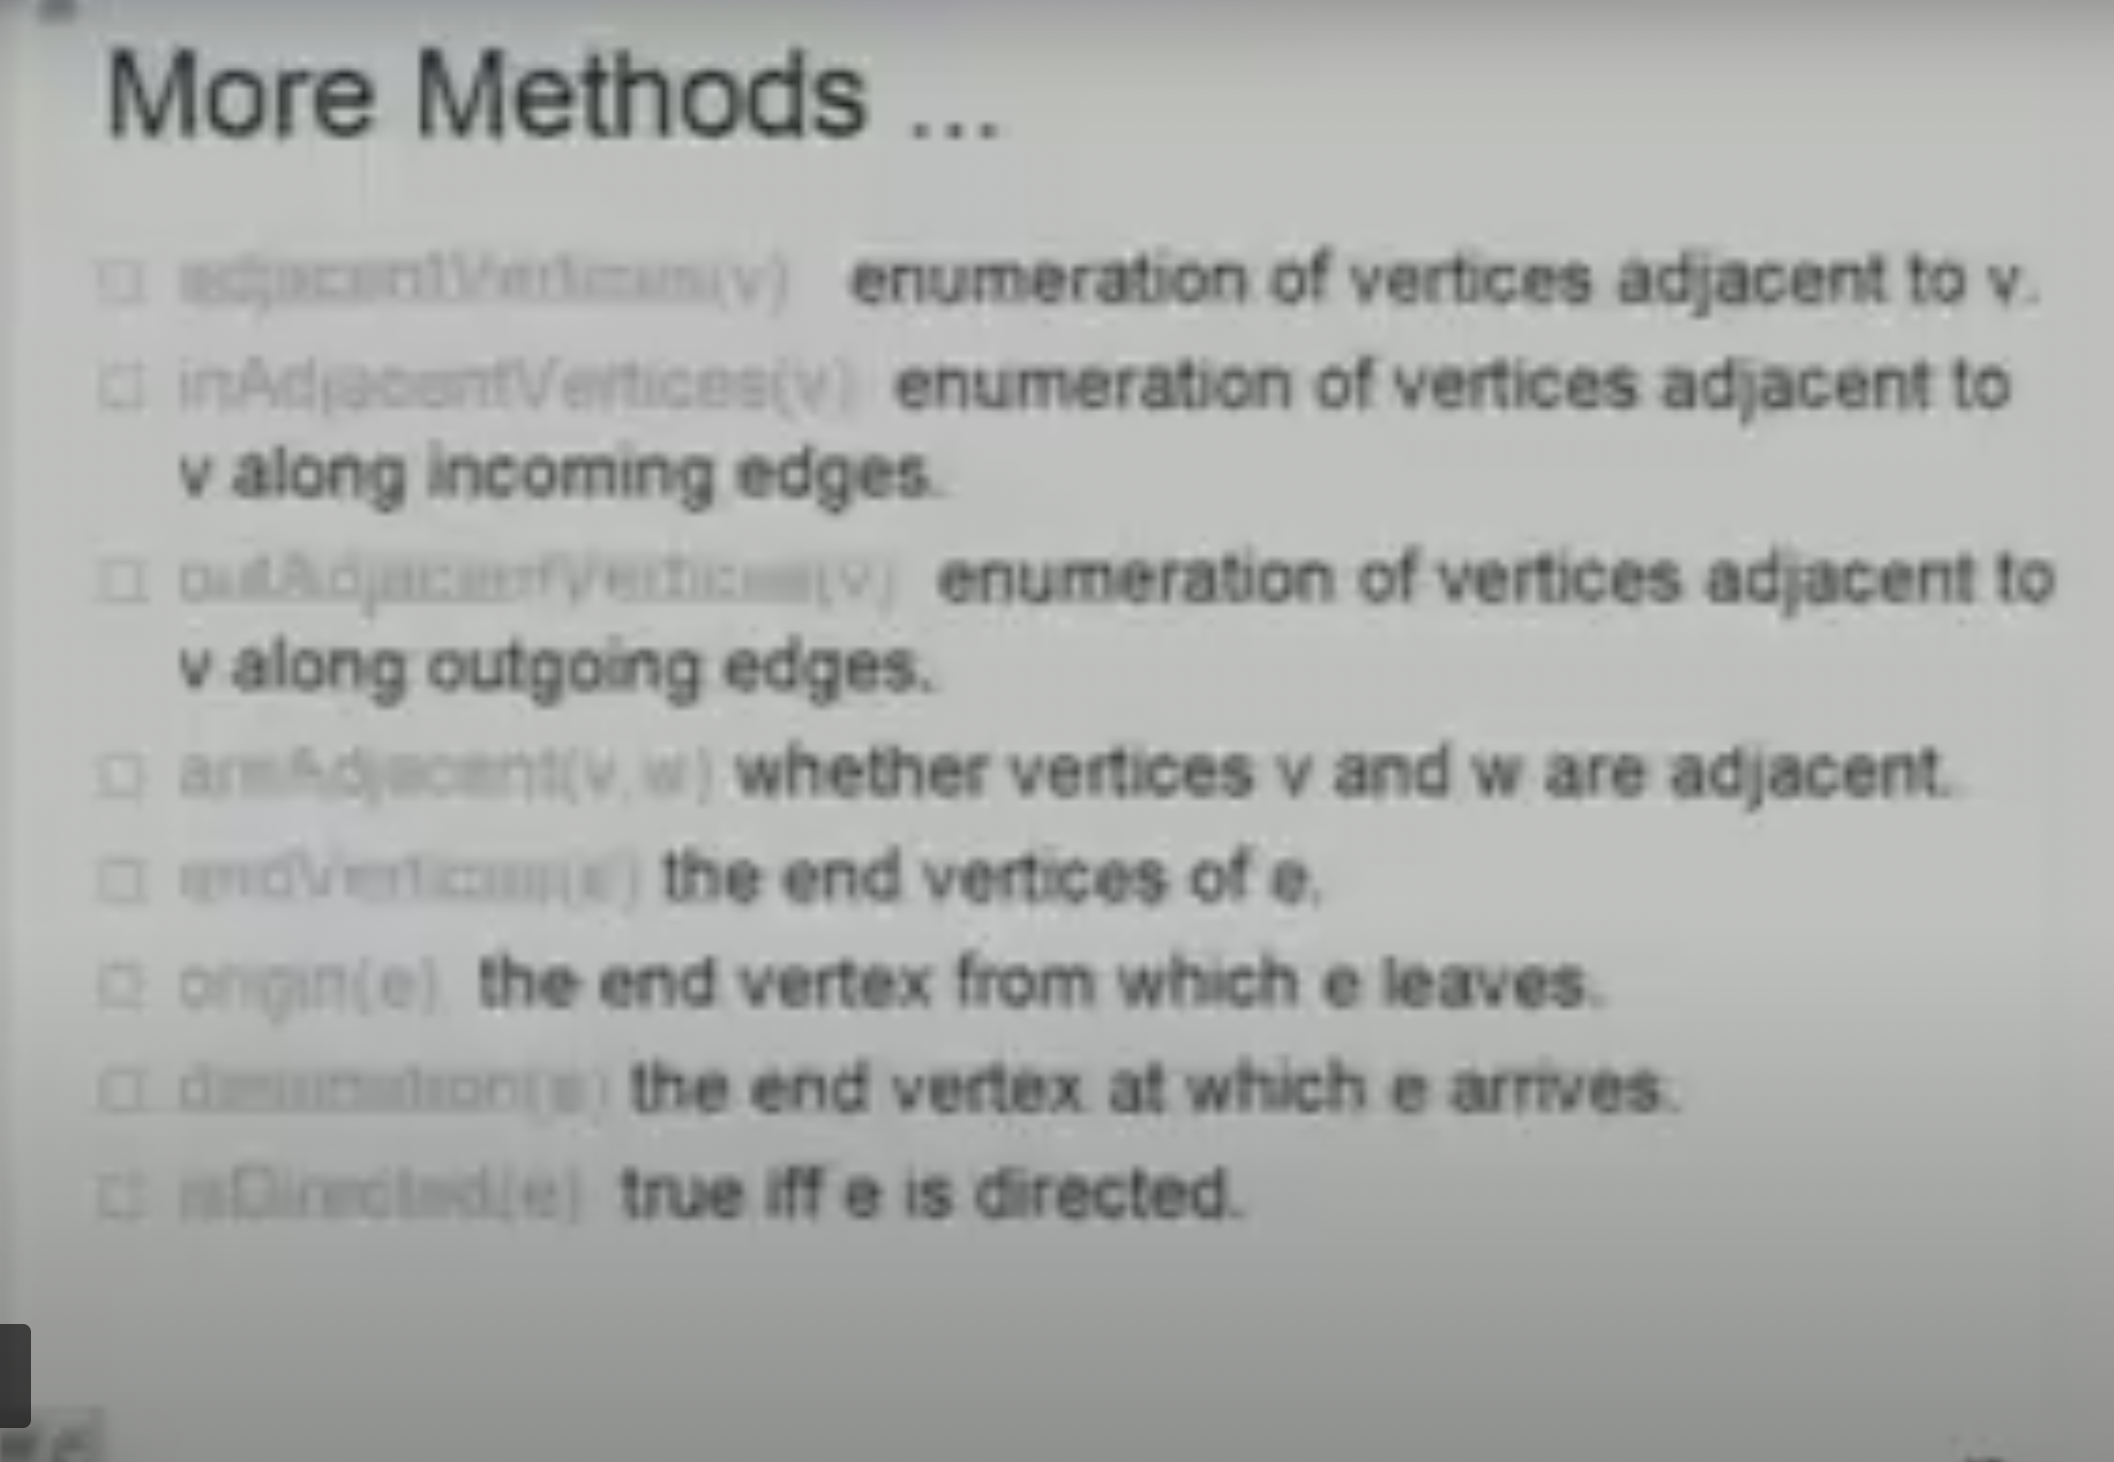 More Methods ...
adjacentVertices(v) enumeration of vertices adjacent to v.
inAdjacentVertices(v) enumeration of vertices adjacent to
v along incoming edges.
outAdjacentVertices(v) enumeration of vertices adjacent to
v along outgoing edges.
areAdjacent(v,w) whether vertices v and w are adjacent.
endVertices(e) the end vertices of e.
origin(e) the end vertex from which e leaves.
destination(e) the end vertex at which e arrives.
isDirected(e) true iff e is directed.